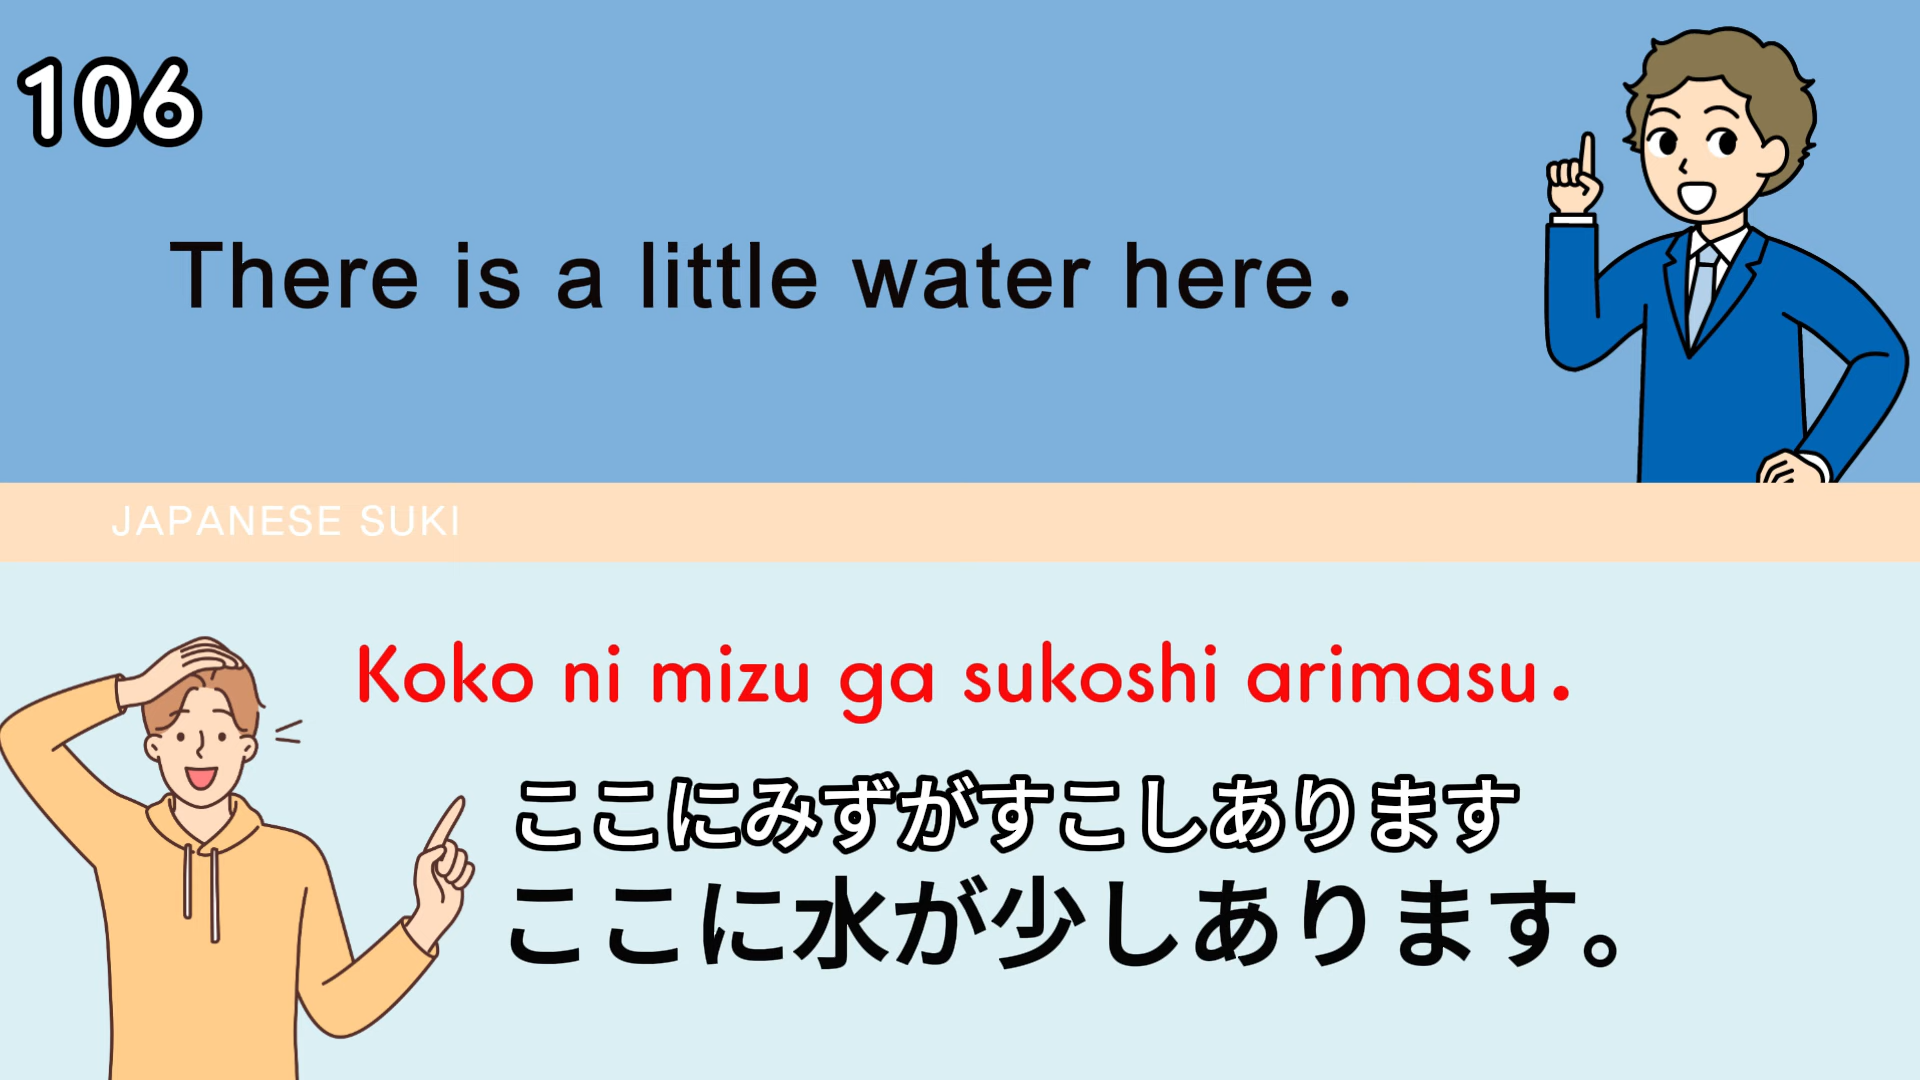 106
There is a little water here.
JAPANESE SUKI
Koko ni mizu ga sukoshi arimasu.
ここにみずがすこしあります
ここに水が少しあります。